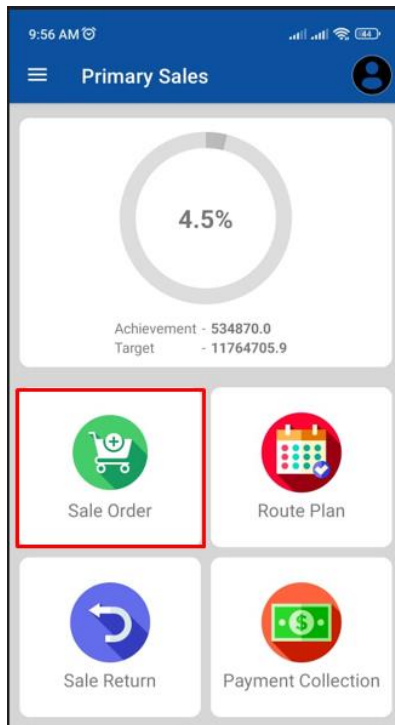 9:56 AM
44
Primary Sales
4.5%
Achievement - 534870.0
Target - 11764705.9
Sale Order
Route Plan
Sale Return
Payment Collection